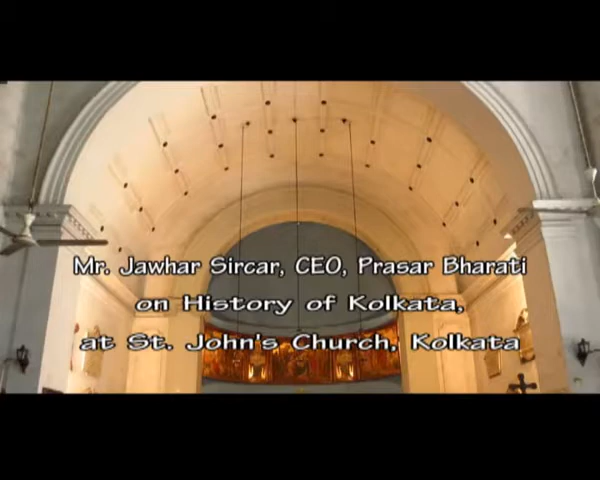 Mr. Jawhar Sircar, CEO, Prasar Bharati
on History of Kolkata,
at St. John's Church, Kolkata